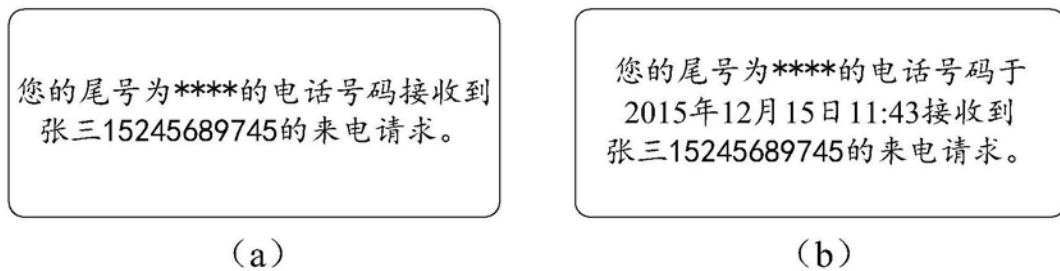 您的尾号为****的电话号码接收到
张三15245689745的来电请求。
(a)
您的尾号为****的电话号码于
2015年12月15日11:43接收到
张三15245689745的来电请求。
(b)